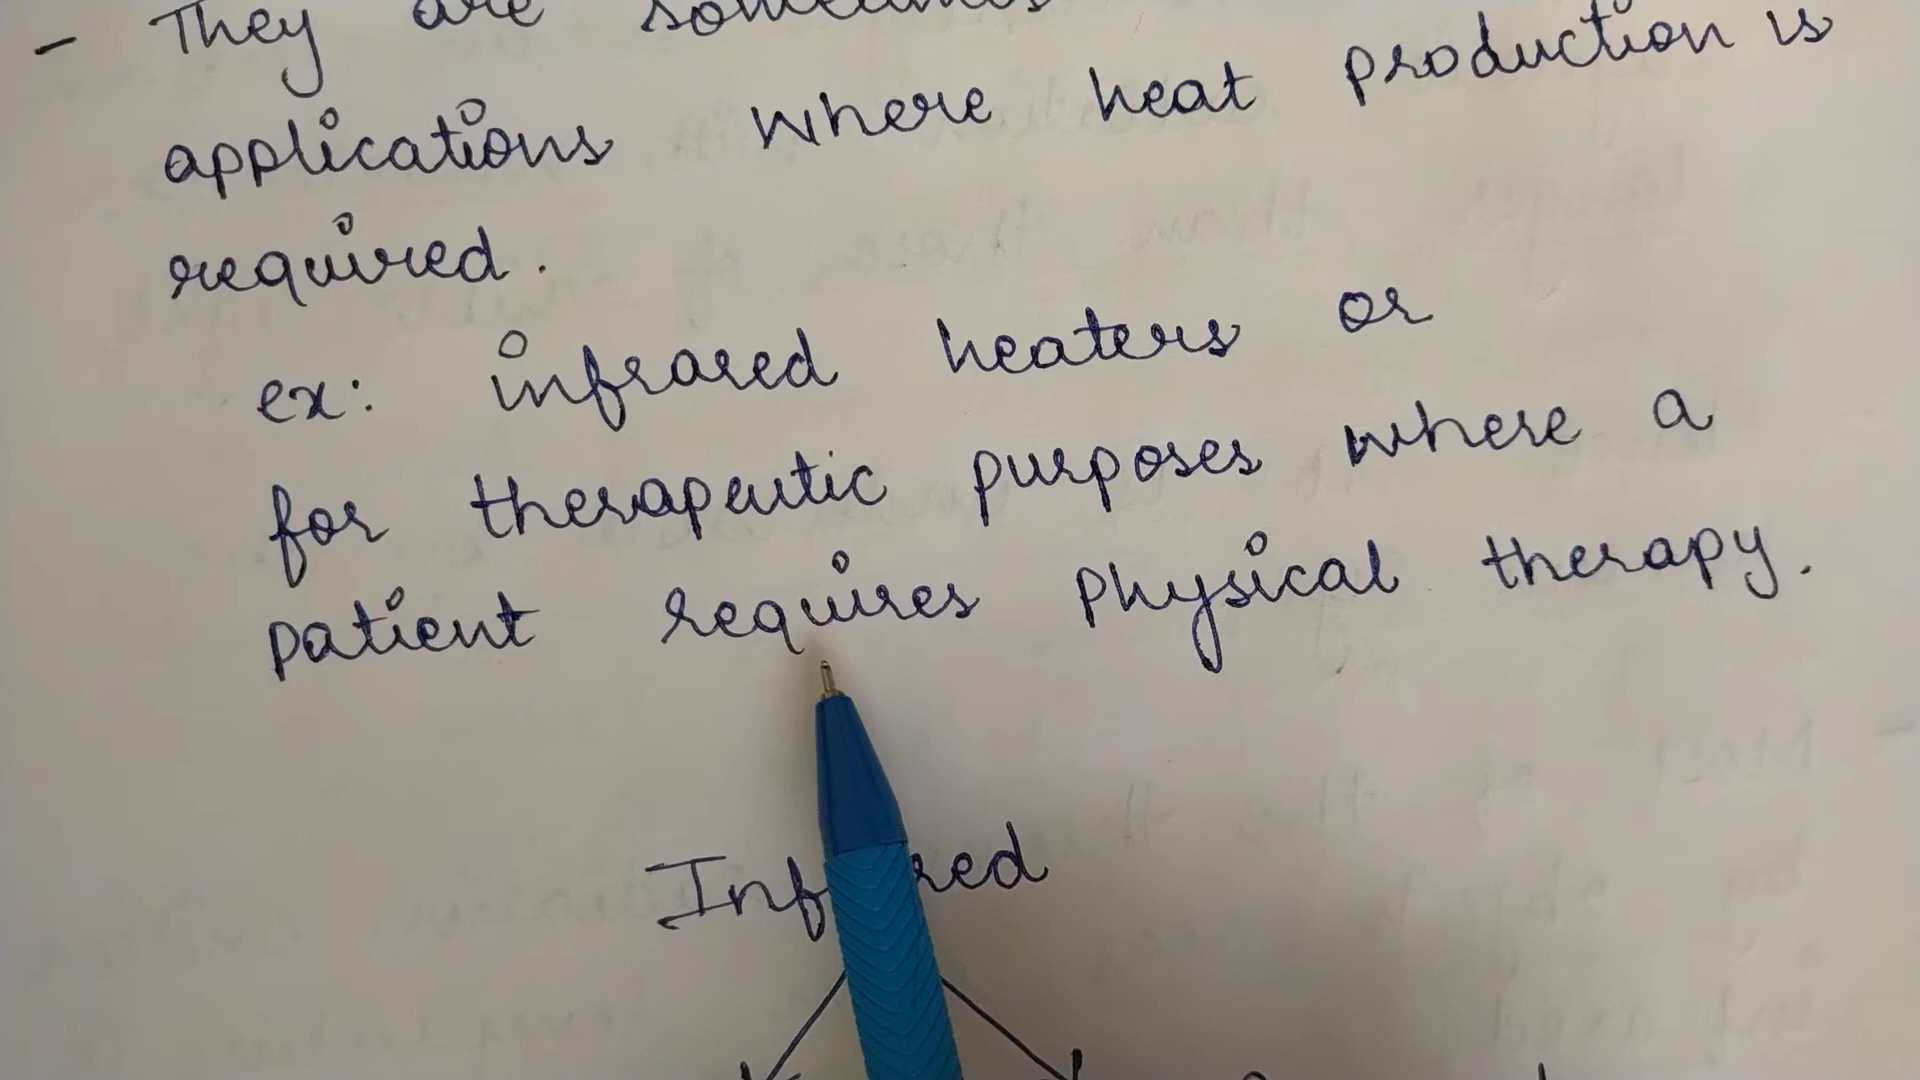 - They are sometimes
applications where heat production is
required.
ex: infrared heaters or
for therapeutic purposes where a
patient requires physical therapy.
Inf red